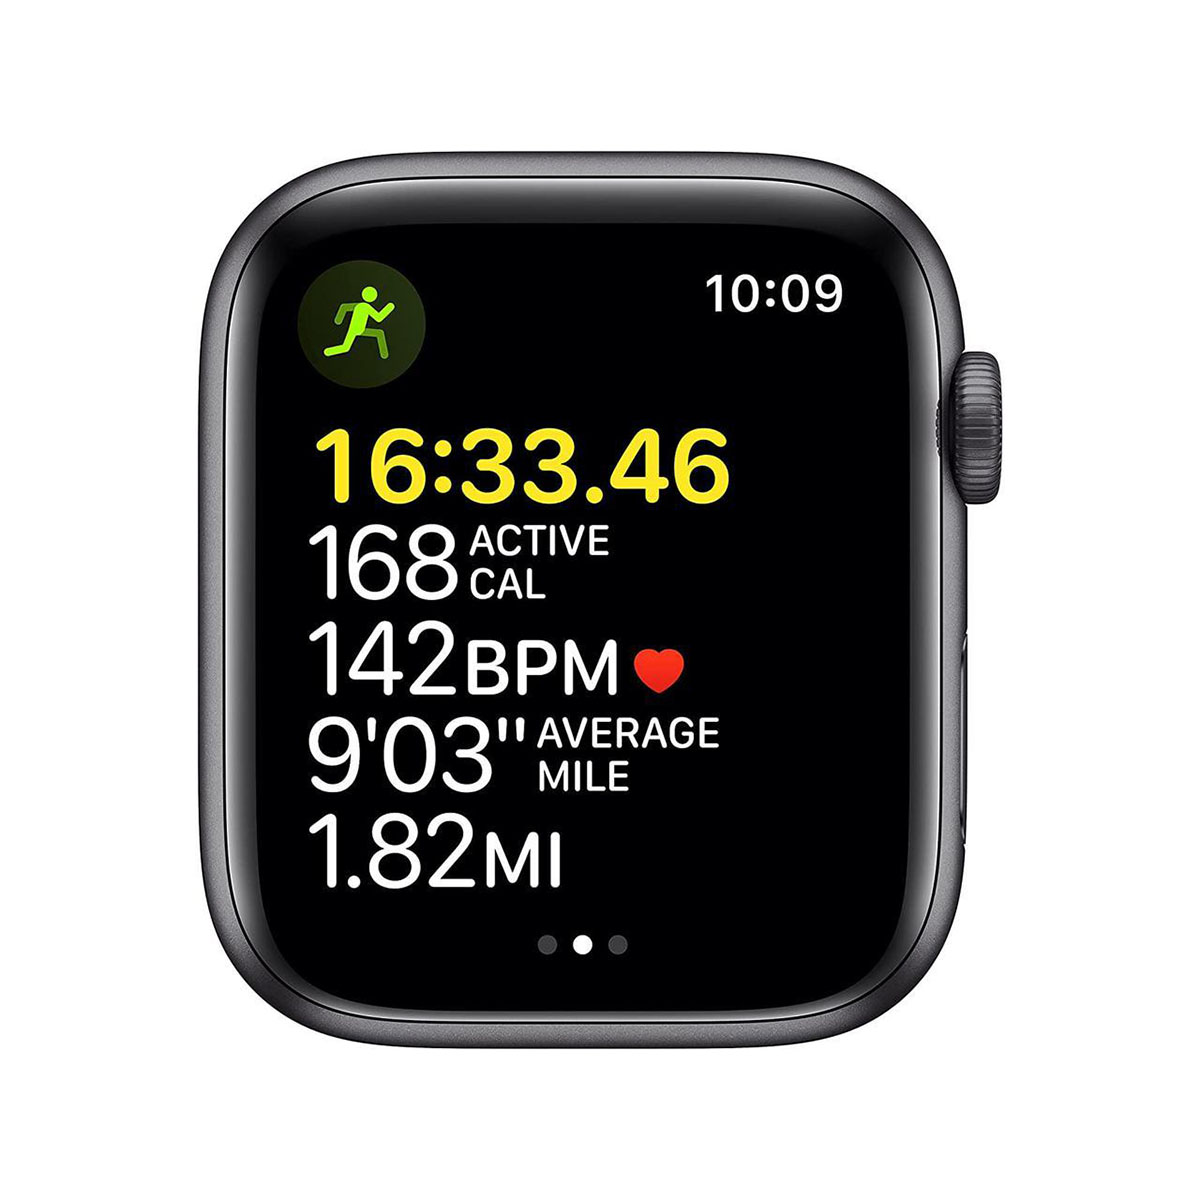 10:09
16:33.46
168 ACTIVE
CAL
142BPM
9'03" AVERAGE
MILE
1.82MI